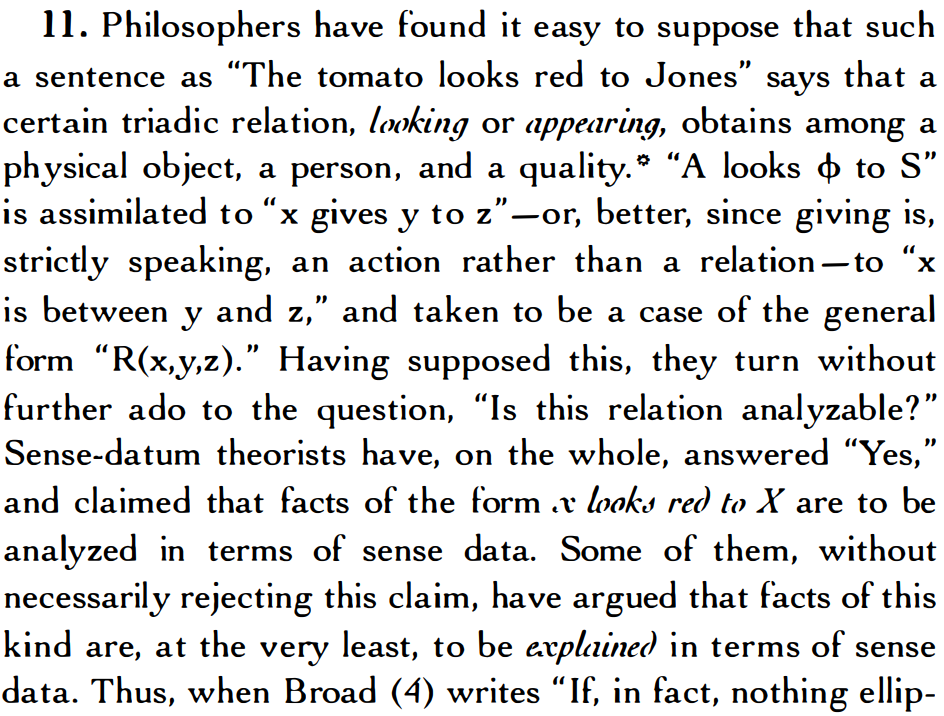 11. Philosophers have found it easy to suppose that such
a sentence as “The tomato looks red to Jones” says that a
certain triadic relation, looking or appearing, obtains among a
physical object, a person, and a quality.* “A looks ϕ to S”
is assimilated to “x gives y to z”—or, better, since giving is,
strictly speaking, an action rather than a relation—to “x
is between y and z,” and taken to be a case of the general
form “R(x,y,z).” Having supposed this, they turn without
further ado to the question, “Is this relation analyzable?”
Sense-datum theorists have, on the whole, answered “Yes,”
and claimed that facts of the form x looks red to X are to be
analyzed in terms of sense data. Some of them, without
necessarily rejecting this claim, have argued that facts of this
kind are, at the very least, to be explained in terms of sense
data. Thus, when Broad (4) writes “If, in fact, nothing ellip-